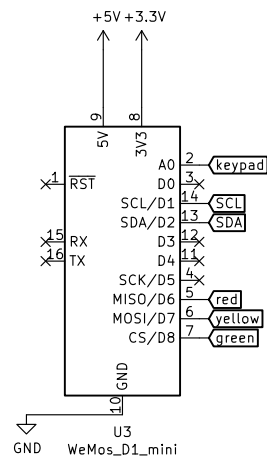 +5V +3.3V
9 8
5V 3V3
A0 2 keypad
1 RST D0 3
SCL/D1 14 SCL
SDA/D2 13 SDA
15 RX D3 12
16 TX D4 11
SCK/D5 4
MISO/D6 5 red
MOSI/D7 6 yellow
CS/D8 7 green
GND
10
GND U3
WeMos_D1_mini